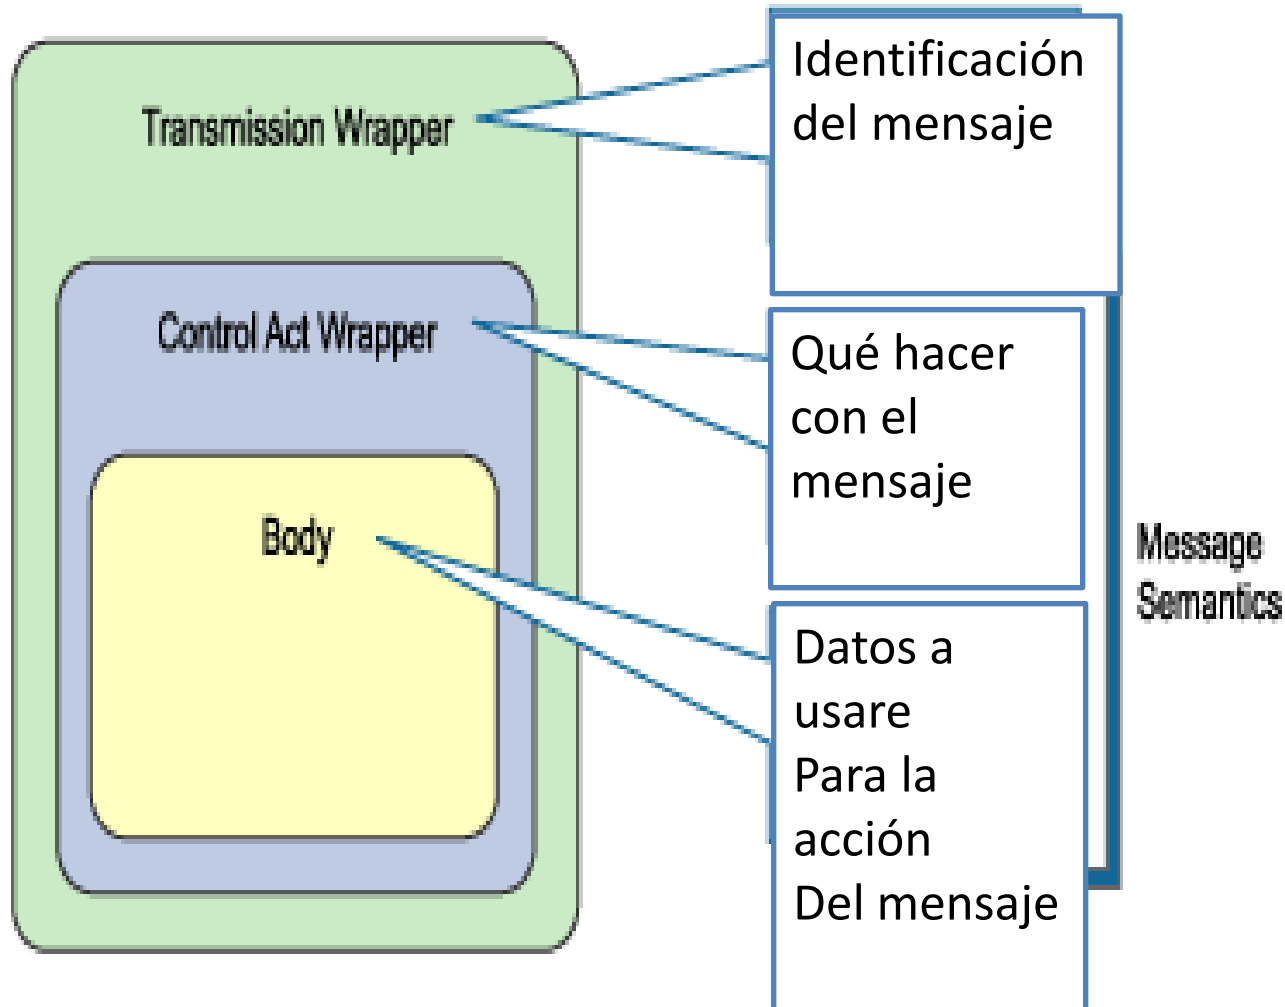 Transmission Wrapper
Identificación
del mensaje
Control Act Wrapper
Qué hacer
con el
mensaje
Body
Datos a
usare
Para la
acción
Del mensaje
Message
Semantics